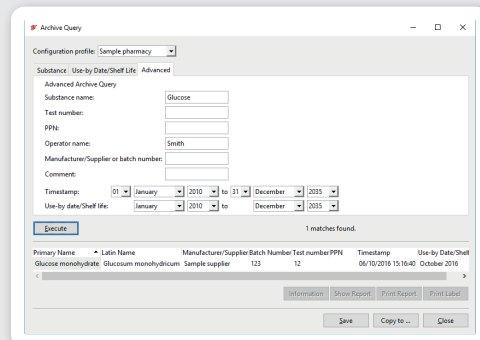 Archive Query
Configuration profile: Sample pharmacy
Substance Use-by Date/Shelf Life Advanced
Advanced Archive Query
Substance name: Glucose
Test number:
PPN:
Operator name: Smith
Manufacturer/Supplier or batch number:
Comment:
Timestamp: 01 January 2010 to 31 December 2035
Use-by date/Shelf life: January 2010 to December 2035
Execute 1 matches found.
Primary Name Latin Name Manufacturer/Supplier Batch Number Test number PPN Timestamp Use-by Date/Shelf
Glucose monohydrate Glucosum monohydricum Sample supplier 123 12 06/10/2016 15:16:40 October 2016
Information Show Report Print Report Print Label
Save Copy to ... Close